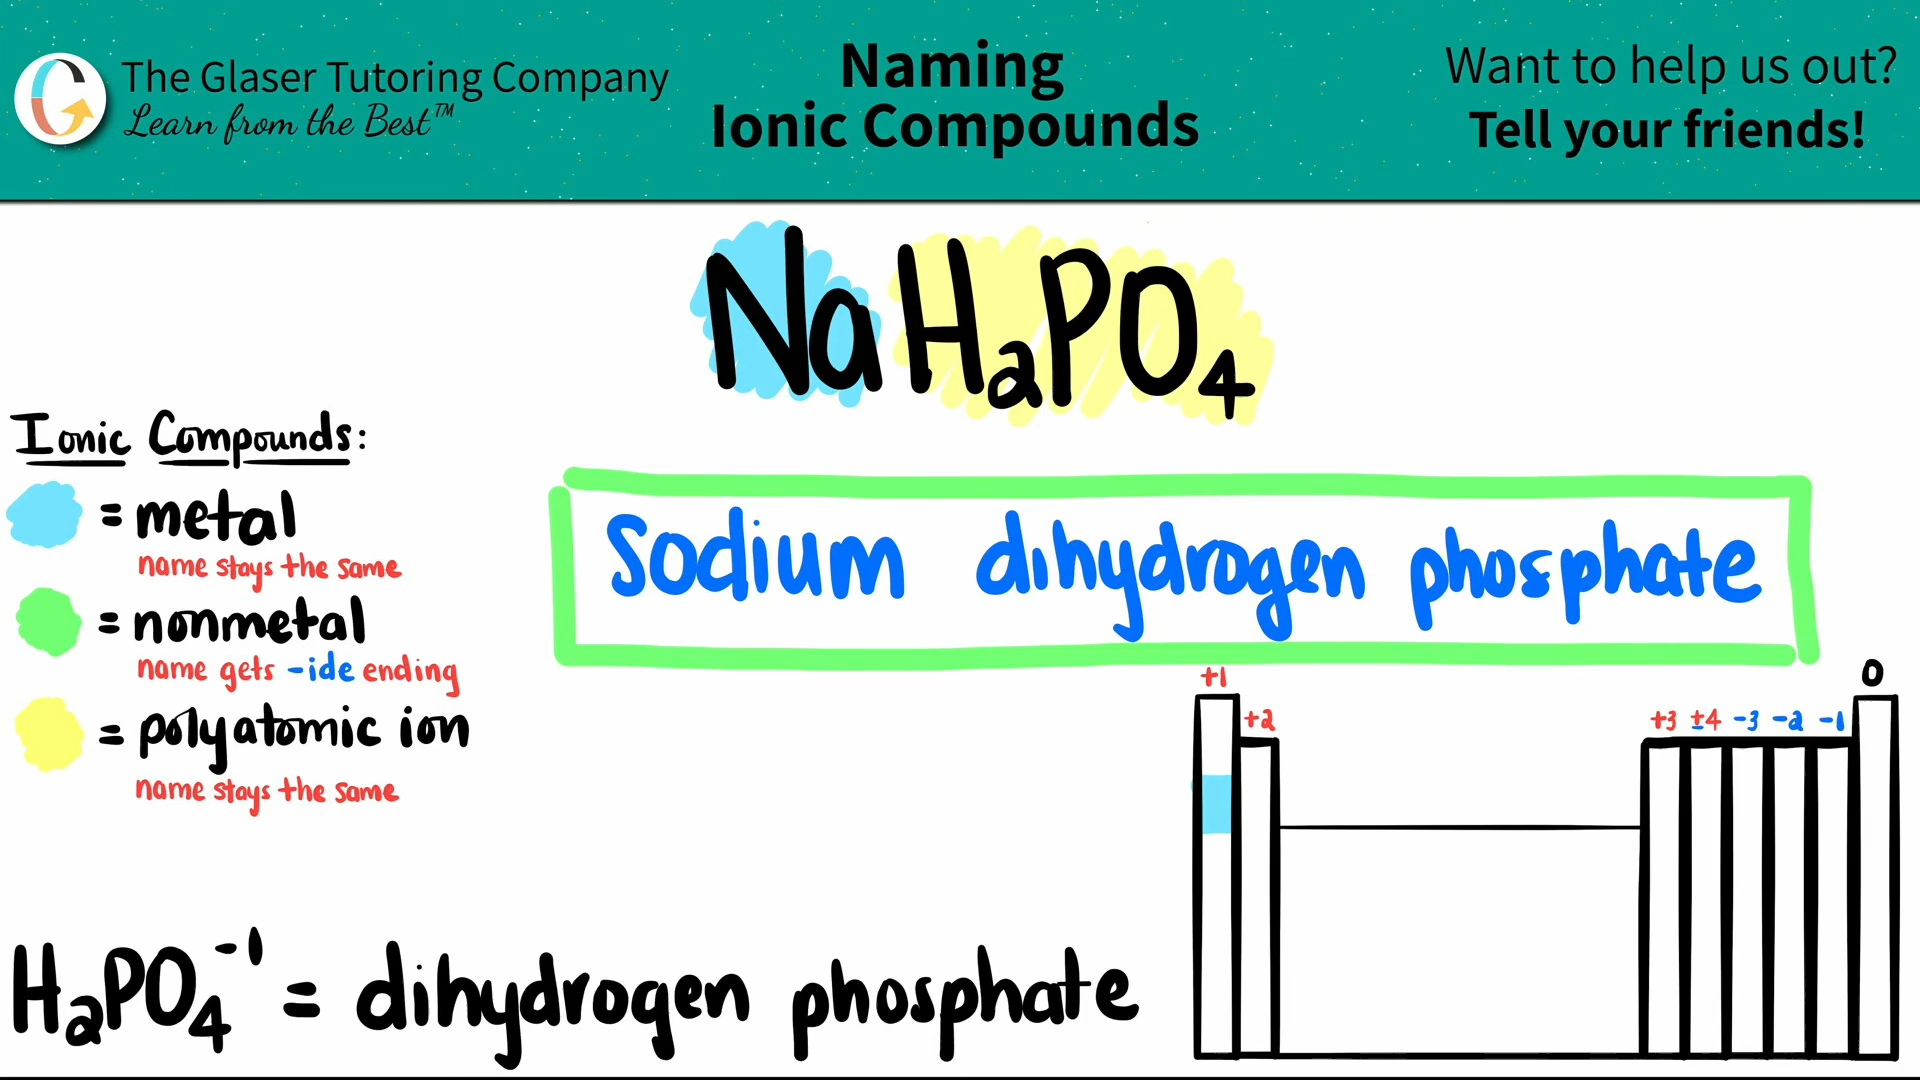 The Glaser Tutoring Company
Learn from the Best™
Naming
Ionic Compounds
Want to help us out?
Tell your friends!
NaH₂PO₄
Ionic Compounds:
= metal
name stays the same
= nonmetal
name gets -ide ending
= polyatomic ion
name stays the same
Sodium dihydrogen phosphate
+1
0
+2
+3 ±4 -3 -2 -1
H₂PO₄⁻¹ = dihydrogen phosphate